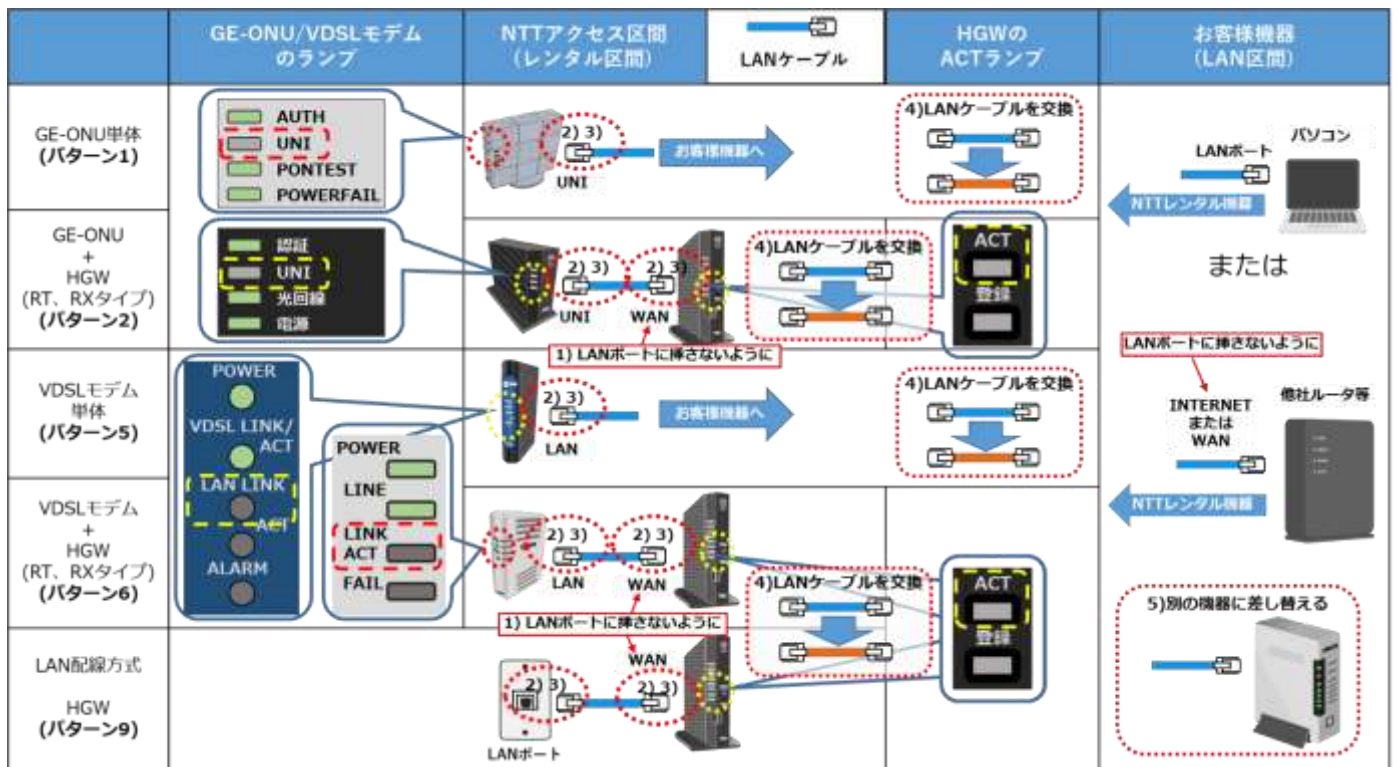 GE-ONU/VDSLモデム
のランプ
NTTアクセス区間
(レンタル区間)
LANケーブル
HGWの
ACTランプ
お客様機器
(LAN区間)
GE-ONU単体
(パターン1)
AUTH
UNI
PONTEST
POWERFAIL
2) 3)
UNI
お客様機器へ
4)LANケーブルを交換
パソコン
LANポート
NTTレンタル機器
または
GE-ONU
+
HGW
(RT、RXタイプ)
(パターン2)
認証
UNI
光回線
電源
2) 3)
2) 3)
UNI
WAN
4)LANケーブルを交換
ACT
登録
1) LANポートに挿さないように
VDSLモデム
単体
(パターン5)
POWER
VDSL LINK/
ACT
LAN LINK
ACT
ALARM
2) 3)
LAN
お客様機器へ
4)LANケーブルを交換
LANポートに挿さないように
INTERNET
または
WAN
他社ルータ等
NTTレンタル機器
VDSLモデム
+
HGW
(RT、RXタイプ)
(パターン6)
POWER
LINE
LINK
ACT
FAIL
2) 3)
2) 3)
LAN
WAN
4)LANケーブルを交換
ACT
登録
1) LANポートに挿さないように
5)別の機器に差し替える
LAN配線方式
HGW
(パターン9)
WAN
2) 3)
2) 3)
LANポート